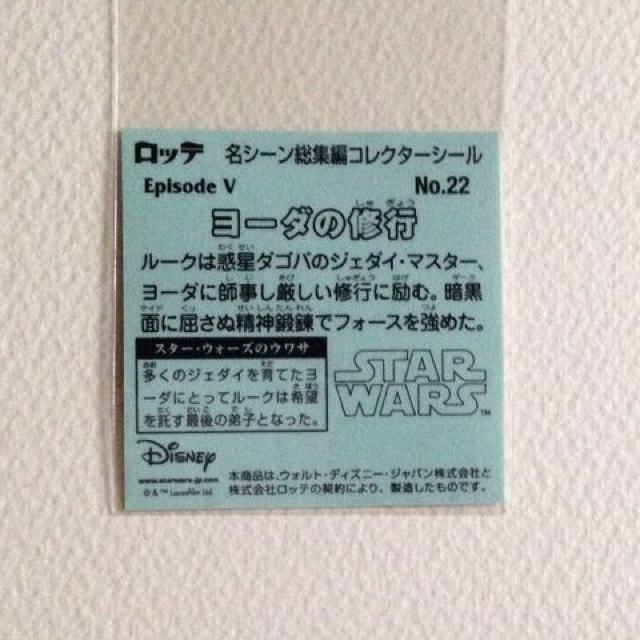 ロッテ 名シーン総集編コレクターシール
Episode V No.22
ヨーダの修行
ルークは惑星ダゴバのジェダイ・マスター、
ヨーダに師事し厳しい修行に励む。暗黒
面に屈さぬ精神鍛錬でフォースを強めた。
スター・ウォーズのウワサ
多くのジェダイを育てたヨ
ーダにとってルークは希望
を託す最後の弟子となった。
STAR
WARS™
Disney
www.starwars-jp.com
© & ™ Lucasfilm Ltd.
本商品は、ウォルト・ディズニー・ジャパン株式会社と
株式会社ロッテの契約により、製造したものです。